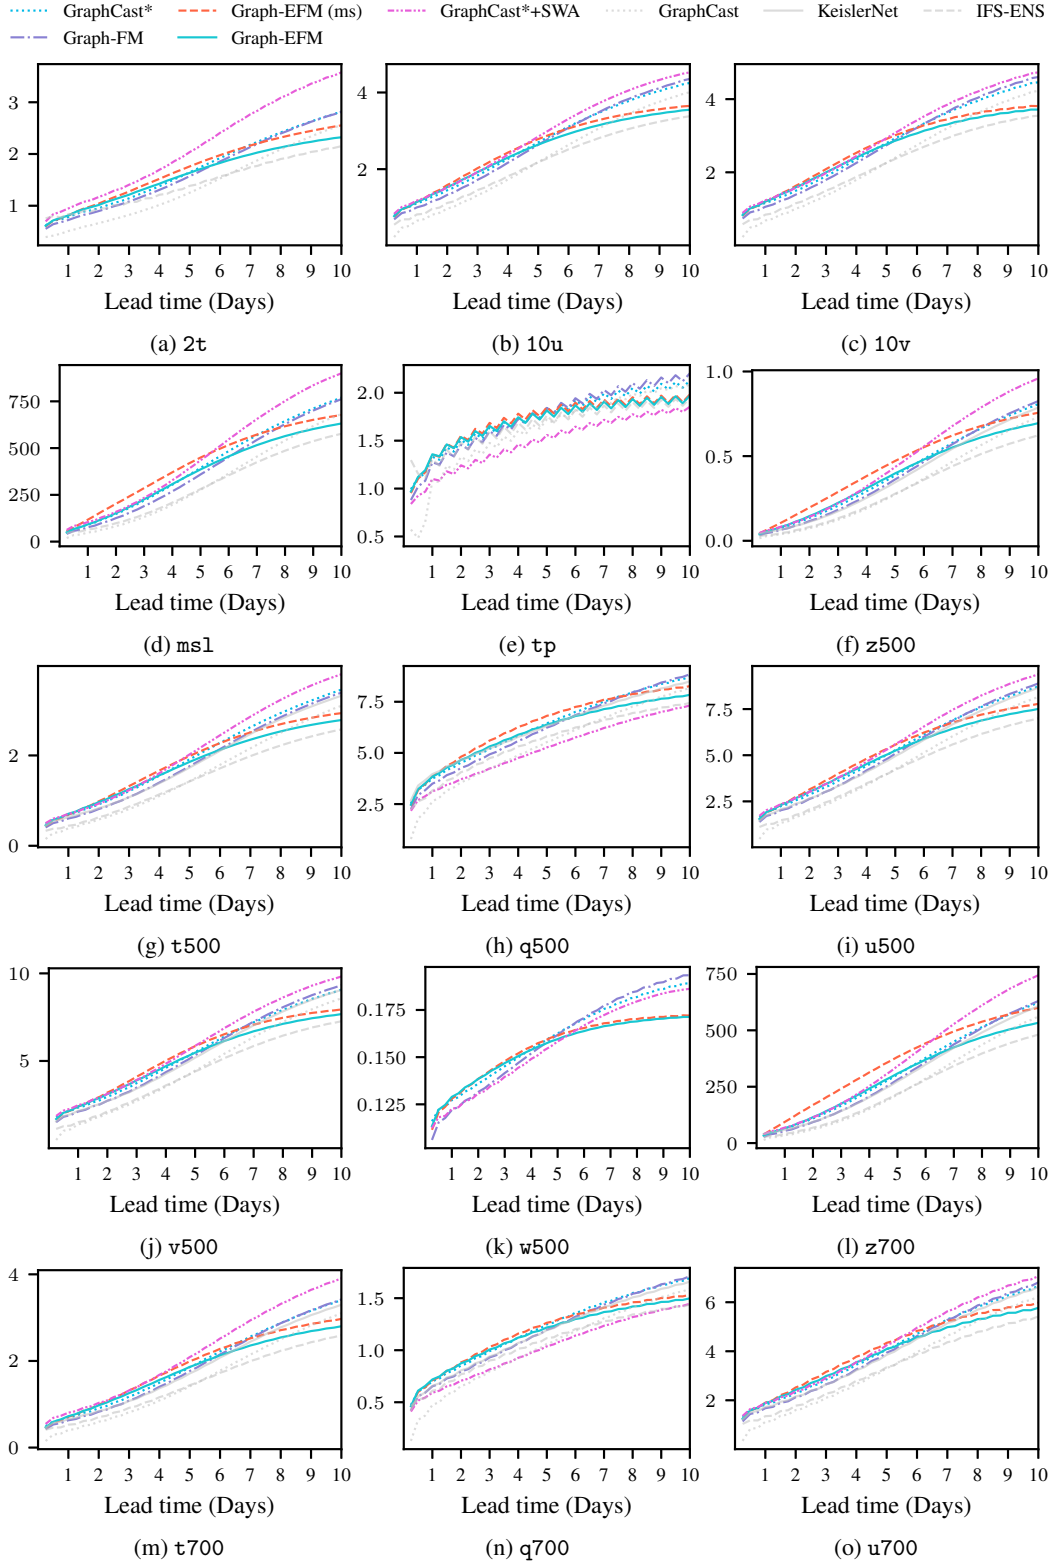 GraphCast* Graph-EFM (ms) GraphCast*+SWA GraphCast KeislerNet IFS-ENS
Graph-FM Graph-EFM
3
2
1
1 2 3 4 5 6 7 8 9 10
Lead time (Days)
(a) 2t
4
2
1 2 3 4 5 6 7 8 9 10
Lead time (Days)
(b) 10u
4
2
1 2 3 4 5 6 7 8 9 10
Lead time (Days)
(c) 10v
750
500
250
0
1 2 3 4 5 6 7 8 9 10
Lead time (Days)
(d) msl
2.0
1.5
1.0
0.5
1 2 3 4 5 6 7 8 9 10
Lead time (Days)
(e) tp
1.0
0.5
0.0
1 2 3 4 5 6 7 8 9 10
Lead time (Days)
(f) z500
2
0
1 2 3 4 5 6 7 8 9 10
Lead time (Days)
(g) t500
7.5
5.0
2.5
1 2 3 4 5 6 7 8 9 10
Lead time (Days)
(h) q500
7.5
5.0
2.5
1 2 3 4 5 6 7 8 9 10
Lead time (Days)
(i) u500
10
5
1 2 3 4 5 6 7 8 9 10
Lead time (Days)
(j) v500
0.175
0.150
0.125
1 2 3 4 5 6 7 8 9 10
Lead time (Days)
(k) w500
750
500
250
0
1 2 3 4 5 6 7 8 9 10
Lead time (Days)
(l) z700
4
2
0
1 2 3 4 5 6 7 8 9 10
Lead time (Days)
(m) t700
1.5
1.0
0.5
1 2 3 4 5 6 7 8 9 10
Lead time (Days)
(n) q700
6
4
2
1 2 3 4 5 6 7 8 9 10
Lead time (Days)
(o) u700